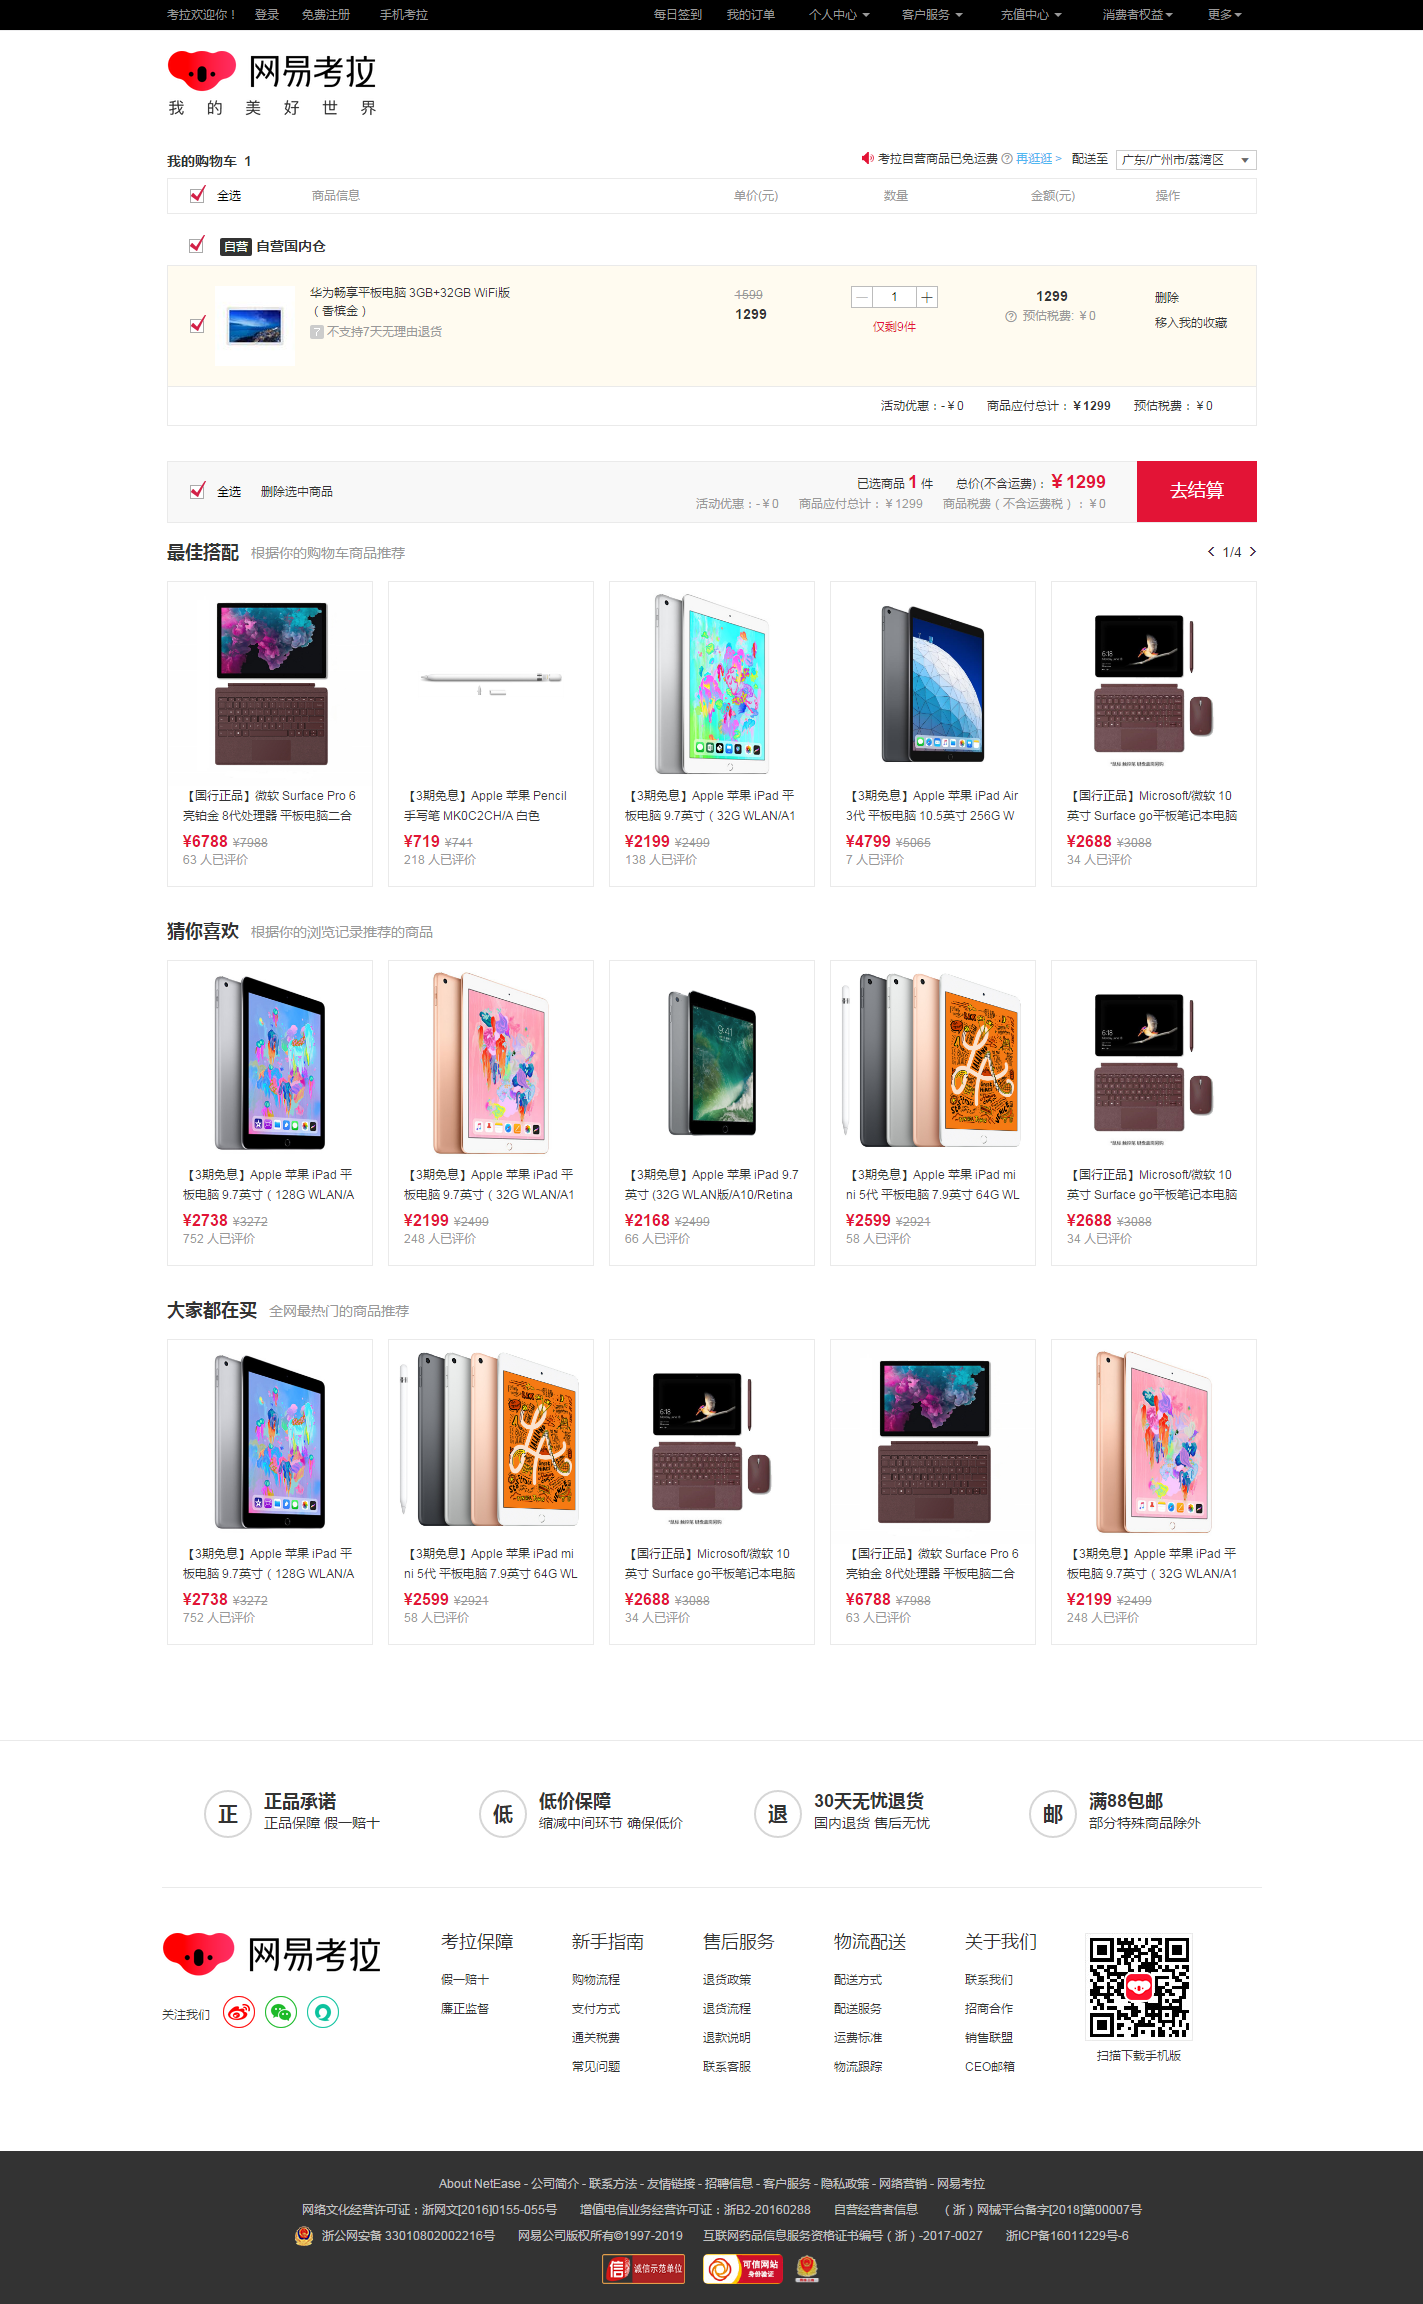 考拉欢迎你！ 登录 免费注册 手机考拉 每日签到 我的订单 个人中心 客户服务 充值中心 消费者权益 更多
网易考拉
我的美好世界
我的购物车 1 考拉自营商品已免运费 再逛逛 > 配送至 广东/广州市/荔湾区
全选 商品信息 单价(元) 数量 金额(元) 操作
自营 自营国内仓
华为畅享平板电脑 3GB+32GB WiFi版 1599 1 1299 删除
（香槟金） 1299 预估税费: ¥0 移入我的收藏
7 不支持7天无理由退货 仅剩9件
活动优惠：-¥0 商品应付总计：¥1299 预估税费：¥0
全选 删除选中商品 已选商品 1 件 总价(不含运费)：¥1299 去结算
活动优惠：-¥0 商品应付总计：¥1299 商品税费（不含运费税）：¥0
最佳搭配 根据你的购物车商品推荐 < 1/4 >
【国行正品】微软 Surface Pro 6 【3期免息】Apple 苹果 Pencil 【3期免息】Apple 苹果 iPad 平 【3期免息】Apple 苹果 iPad Air 【国行正品】Microsoft/微软 10
亮铂金 8代处理器 平板电脑二合 手写笔 MK0C2CH/A 白色 板电脑 9.7英寸（32G WLAN/A1 3代 平板电脑 10.5英寸 256G W 英寸 Surface go平板笔记本电脑
¥6788 ¥7988 ¥719 ¥741 ¥2199 ¥2499 ¥4799 ¥5065 ¥2688 ¥3088
63 人已评价 218 人已评价 138 人已评价 7 人已评价 34 人已评价
猜你喜欢 根据你的浏览记录推荐的商品
【3期免息】Apple 苹果 iPad 平 【3期免息】Apple 苹果 iPad 平 【3期免息】Apple 苹果 iPad 9.7 【3期免息】Apple 苹果 iPad mi 【国行正品】Microsoft/微软 10
板电脑 9.7英寸（128G WLAN/A 板电脑 9.7英寸（32G WLAN/A1 英寸 (32G WLAN版/A10/Retina ni 5代 平板电脑 7.9英寸 64G WL 英寸 Surface go平板笔记本电脑
¥2738 ¥3272 ¥2199 ¥2499 ¥2168 ¥2499 ¥2599 ¥2921 ¥2688 ¥3088
752 人已评价 248 人已评价 66 人已评价 58 人已评价 34 人已评价
大家都在买 全网最热门的商品推荐
【3期免息】Apple 苹果 iPad 平 【3期免息】Apple 苹果 iPad mi 【国行正品】Microsoft/微软 10 【国行正品】微软 Surface Pro 6 【3期免息】Apple 苹果 iPad 平
板电脑 9.7英寸（128G WLAN/A ni 5代 平板电脑 7.9英寸 64G WL 英寸 Surface go平板笔记本电脑 亮铂金 8代处理器 平板电脑二合 板电脑 9.7英寸（32G WLAN/A1
¥2738 ¥3272 ¥2599 ¥2921 ¥2688 ¥3088 ¥6788 ¥7988 ¥2199 ¥2499
752 人已评价 58 人已评价 34 人已评价 63 人已评价 248 人已评价
正 正品承诺 低 低价保障 退 30天无忧退货 邮 满88包邮
正品保障 假一赔十 缩减中间环节 确保低价 国内退货 售后无忧 部分特殊商品除外
网易考拉 考拉保障 新手指南 售后服务 物流配送 关于我们
假一赔十 购物流程 退货政策 配送方式 联系我们
关注我们 廉正监督 支付方式 退货流程 配送服务 招商合作
通关税费 退款说明 运费标准 销售联盟
常见问题 联系客服 物流跟踪 CEO邮箱
扫描下载手机版
About NetEase - 公司简介 - 联系方法 - 友情链接 - 招聘信息 - 客户服务 - 隐私政策 - 网络营销 - 网易考拉
网络文化经营许可证：浙网文[2016]0155-055号 增值电信业务经营许可证：浙B2-20160288 自营经营者信息 （浙）网械平台备字[2018]第00007号
浙公网安备 33010802002216号 网易公司版权所有©1997-2019 互联网药品信息服务资格证书编号（浙）-2017-0027 浙ICP备16011229号-6
信 诚信示范单位 可信网站 身份验证